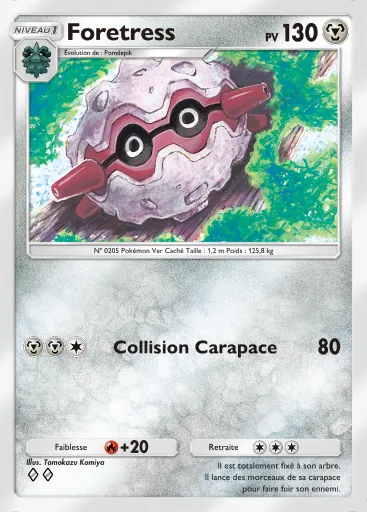 NIVEAU 1
Foretress
PV 130
Évolution de : Pomdepik
N° 0205 Pokémon Ver Caché Taille : 1,2 m Poids : 125,8 kg
Collision Carapace 80
Faiblesse +20
Retraite
Illus. Tomokazu Komiya
Il est totalement fixé à son arbre.
Il lance des morceaux de sa carapace
pour faire fuir son ennemi.